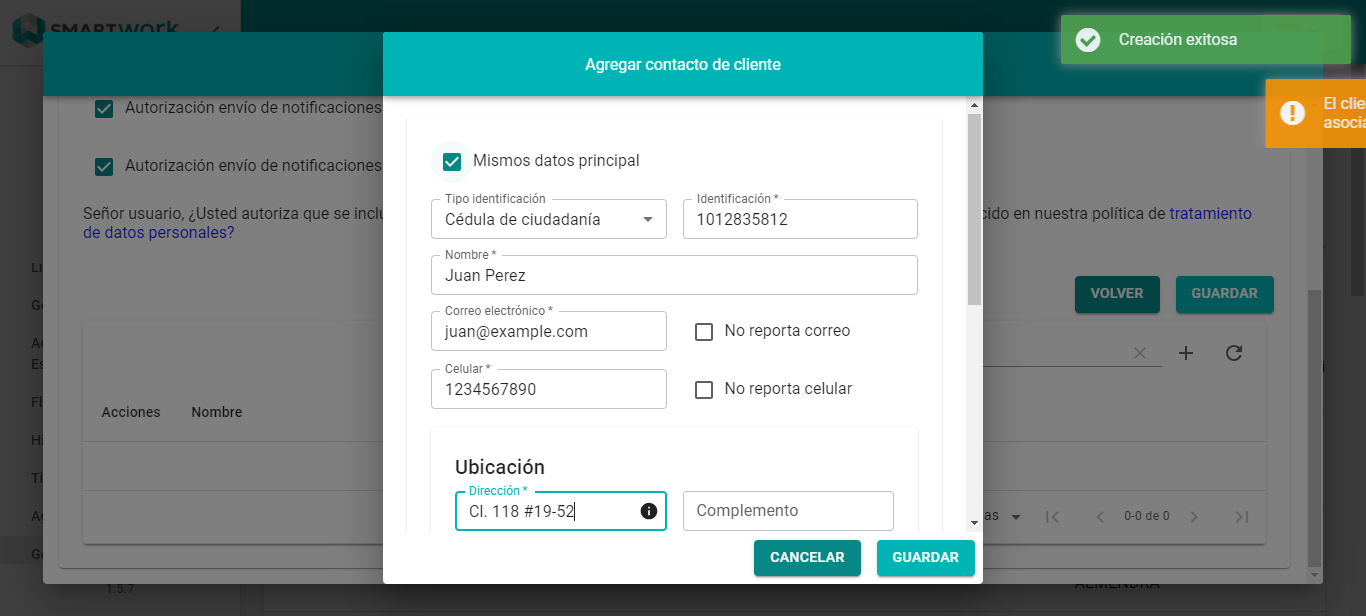 SMARTwork
Creación exitosa
Agregar contacto de cliente
El clie
asocia
Autorización envío de notificaciones
Mismos datos principal
Autorización envío de notificaciones
Tipo identificación
Cédula de ciudadanía
Identificación *
1012835812
Señor usuario, ¿Usted autoriza que se inclu
cido en nuestra política de tratamiento
de datos personales?
Nombre *
Juan Perez
Correo electrónico *
juan@example.com
No reporta correo
VOLVER
GUARDAR
Celular *
1234567890
No reporta celular
Acciones
Nombre
Ubicación
Dirección *
Cl. 118 #19-52
Complemento
as
0-0 de 0
CANCELAR
GUARDAR
1.5.7
ALMENDRA